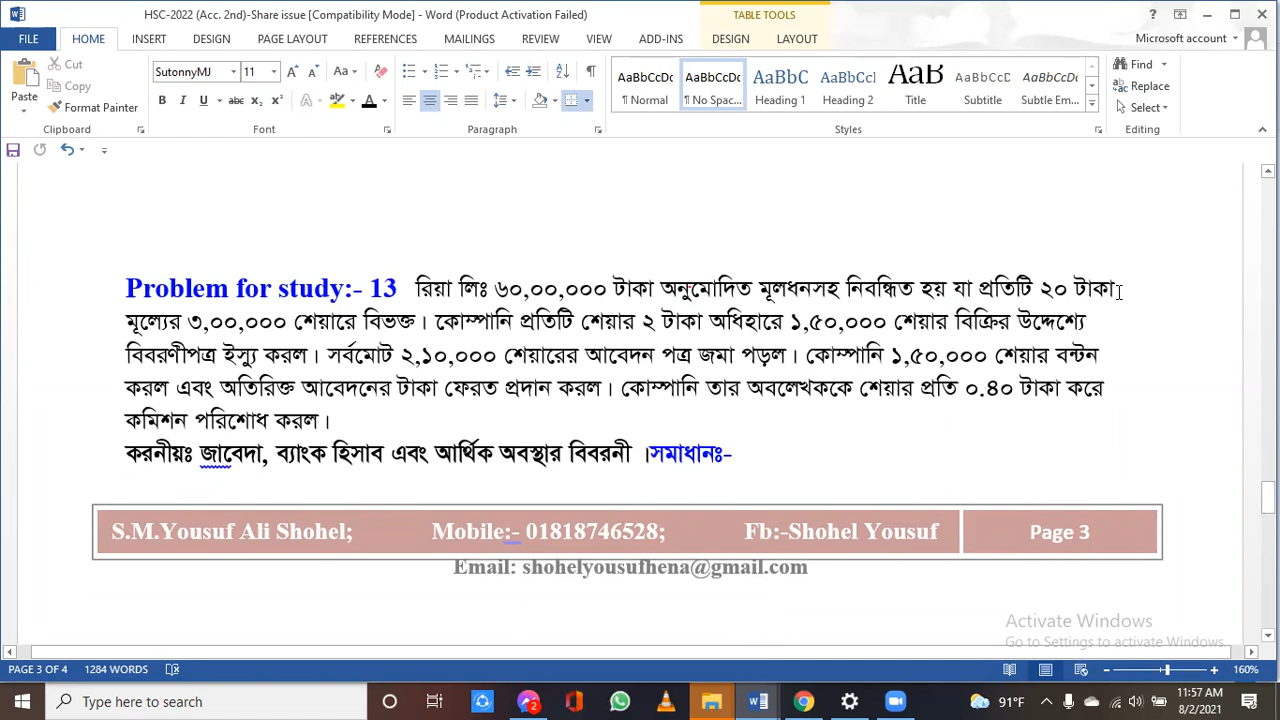 HSC-2022 (Acc. 2nd)-Share issue [Compatibility Mode] - Word (Product Activation Failed)
TABLE TOOLS
FILE HOME INSERT DESIGN PAGE LAYOUT REFERENCES MAILINGS REVIEW VIEW ADD-INS DESIGN LAYOUT
Microsoft account
Paste
Cut
Copy
Format Painter
SutonnyMJ 11
AaBbCcDc AaBbCcDc AaBbC AaBbCcI AaB AaBbCcD AaBbCcDc
¶ Normal ¶ No Spac... Heading Heading 2 Title Subtitle Subtle Em...
Find
Replace
Select
Clipboard Font Paragraph Styles Editing
Problem for study:- 13 রিয়া লিঃ ৬০,০০,০০০ টাকা অনুমোদিত মূলধনসহ নিবন্ধিত হয় যা প্রতিটি ২০ টাকা
মূল্যের ৩,০০,০০০ শেয়ারে বিভক্ত। কোম্পানি প্রতিটি শেয়ার ২ টাকা অধিহারে ১,৫০,০০০ শেয়ার বিক্রির উদ্দেশ্যে
বিবরণীপত্র ইস্যু করল। সর্বমোট ২,১০,০০০ শেয়ারের আবেদন পত্র জমা পড়ল। কোম্পানি ১,৫০,০০০ শেয়ার বন্টন
করল এবং অতিরিক্ত আবেদনের টাকা ফেরত প্রদান করল। কোম্পানি তার অবলেখককে শেয়ার প্রতি ০.৪০ টাকা করে
কমিশন পরিশোধ করল।
করনীয়ঃ জাবেদা, ব্যাংক হিসাব এবং আর্থিক অবস্থার বিবরনী ।সমাধানঃ-
S.M.Yousuf Ali Shohel; Mobile:- 01818746528; Fb:-Shohel Yousuf Page 3
Email: shohelyousufhena@gmail.com
Activate Windows
Go to Settings to activate Windows.
PAGE 3 OF 4 1284 WORDS 160%
Type here to search
2
91°F
11:57 AM
8/2/2021